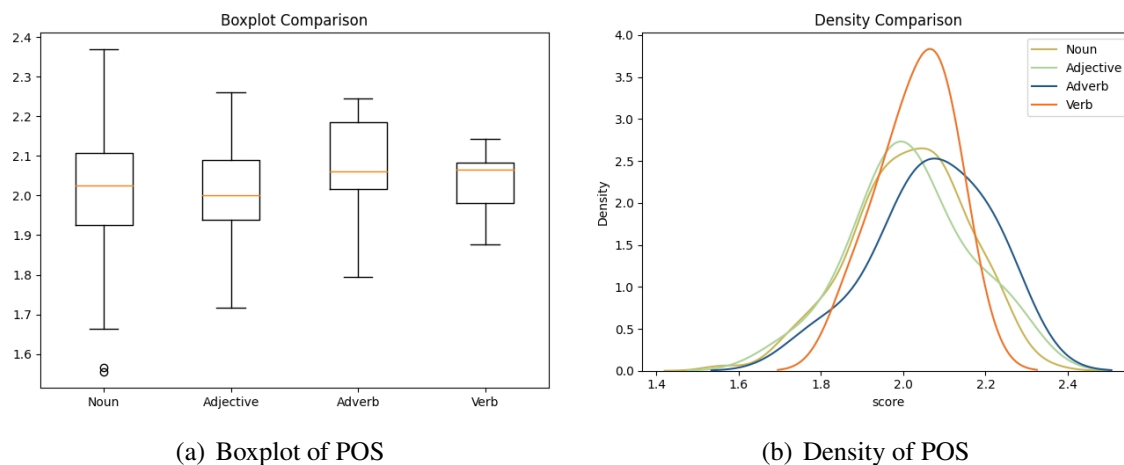 Boxplot Comparison
2.4
2.3
2.2
2.1
2.0
1.9
1.8
1.7
1.6
Noun Adjective Adverb Verb
(a) Boxplot of POS
Density Comparison
4.0
3.5
3.0
2.5
2.0
1.5
1.0
0.5
0.0
Density
Noun
Adjective
Adverb
Verb
1.4 1.6 1.8 2.0 2.2 2.4
score
(b) Density of POS